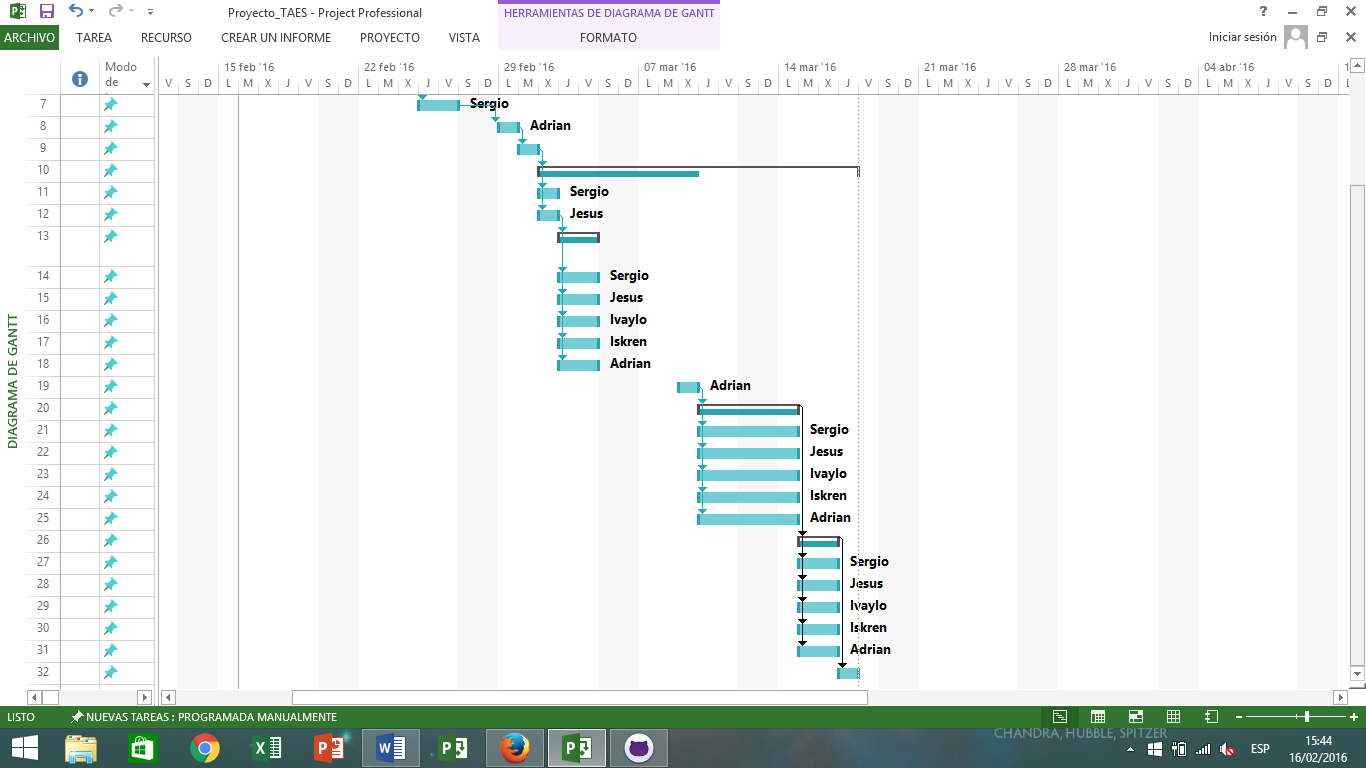 Proyecto_TAES - Project Professional
HERRAMIENTAS DE DIAGRAMA DE GANTT
?
ARCHIVO TAREA RECURSO CREAR UN INFORME PROYECTO VISTA FORMATO
Iniciar sesión
Modo
de
15 feb '16 22 feb '16 29 feb '16 07 mar '16 14 mar '16 21 mar '16 28 mar '16 04 abr '16
V S D L M X J V S D L M X J V S D L M X J V S D L M X J V S D L M X J V S D L M X J V S D L M X J V S D L M X J V S D
7 Sergio
8 Adrian
9
10
11 Sergio
12 Jesus
13
14 Sergio
15 Jesus
16 Ivaylo
17 Iskren
18 Adrian
19 Adrian
20
21 Sergio
22 Jesus
23 Ivaylo
24 Iskren
25 Adrian
26
27 Sergio
28 Jesus
29 Ivaylo
30 Iskren
31 Adrian
32
DIAGRAMA DE GANTT
LISTO NUEVAS TAREAS : PROGRAMADA MANUALMENTE
CHANDRA, HUBBLE, SPITZER
ESP
15:44
16/02/2016